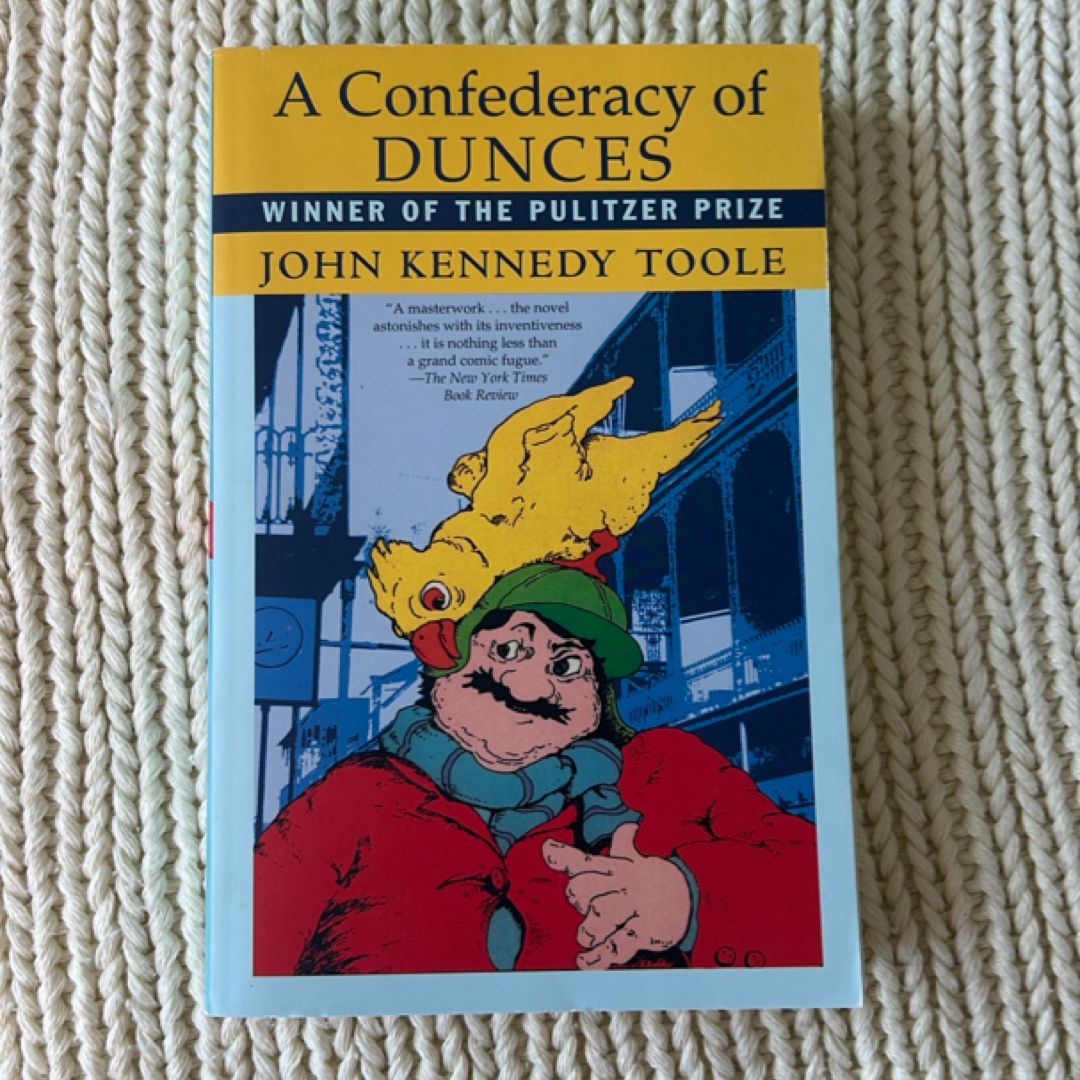 A Confederacy of
DUNCES
WINNER OF THE PULITZER PRIZE
JOHN KENNEDY TOOLE
“A masterwork . . . the novel
astonishes with its inventiveness
. . . it is nothing less than
a grand comic fugue.”
—The New York Times
Book Review